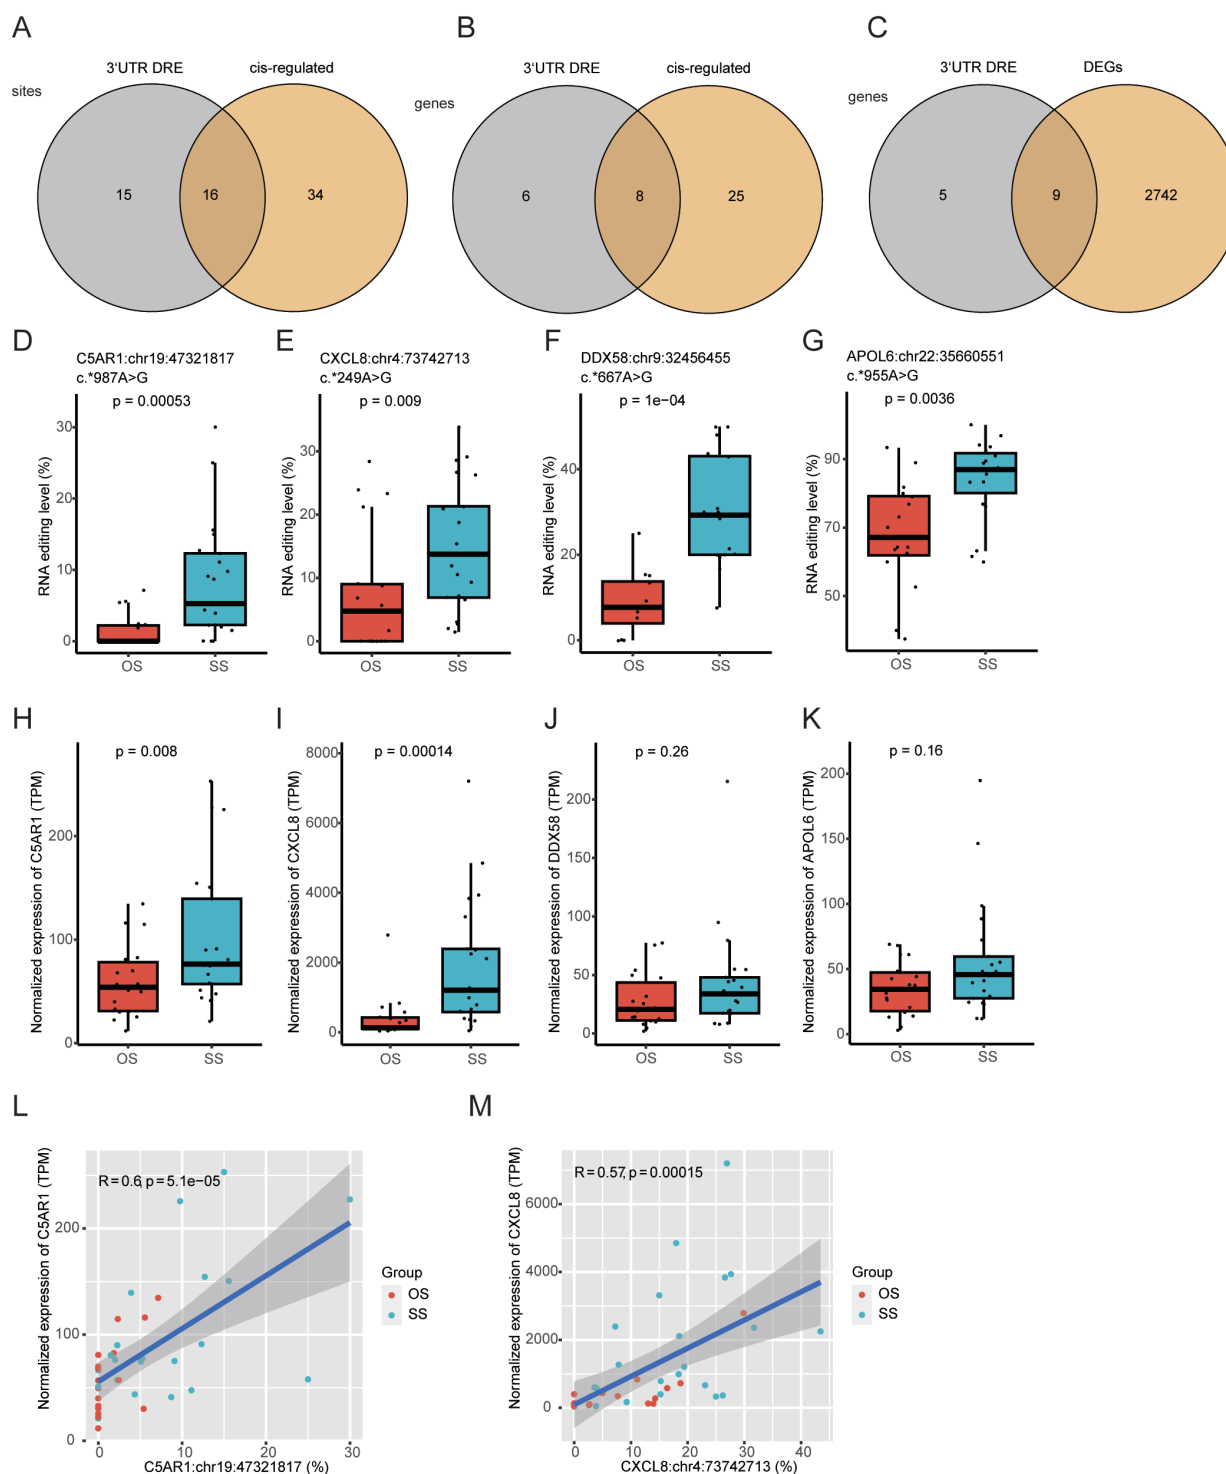 A
B
C
3'UTR DRE
cis-regulated
3'UTR DRE
cis-regulated
3'UTR DRE
DEGs
sites
genes
genes
15
16
34
6
8
25
5
9
2742
D
C5AR1:chr19:47321817
c.*987A>G
p = 0.00053
RNA editing level (%)
30
20
10
0
OS
SS
E
CXCL8:chr4:73742713
c.*249A>G
p = 0.009
RNA editing level (%)
30
20
10
0
OS
SS
F
DDX58:chr9:32456455
c.*667A>G
p = 1e−04
RNA editing level (%)
40
20
0
OS
SS
G
APOL6:chr22:35660551
c.*955A>G
p = 0.0036
RNA editing level (%)
90
70
50
OS
SS
H
p = 0.008
Normalized expression of C5AR1 (TPM)
200
100
0
OS
SS
I
p = 0.00014
Normalized expression of CXCL8 (TPM)
8000
6000
4000
2000
0
OS
SS
J
p = 0.26
Normalized expression of DDX58 (TPM)
200
150
100
50
0
OS
SS
K
p = 0.16
Normalized expression of APOL6 (TPM)
200
150
100
50
0
OS
SS
L
R = 0.6, p = 5.1e−05
Normalized expression of C5AR1 (TPM)
200
100
0
0
10
20
30
C5AR1:chr19:47321817 (%)
Group
OS
SS
M
R = 0.57, p = 0.00015
Normalized expression of CXCL8 (TPM)
6000
4000
2000
0
0
10
20
30
40
CXCL8:chr4:73742713 (%)
Group
OS
SS